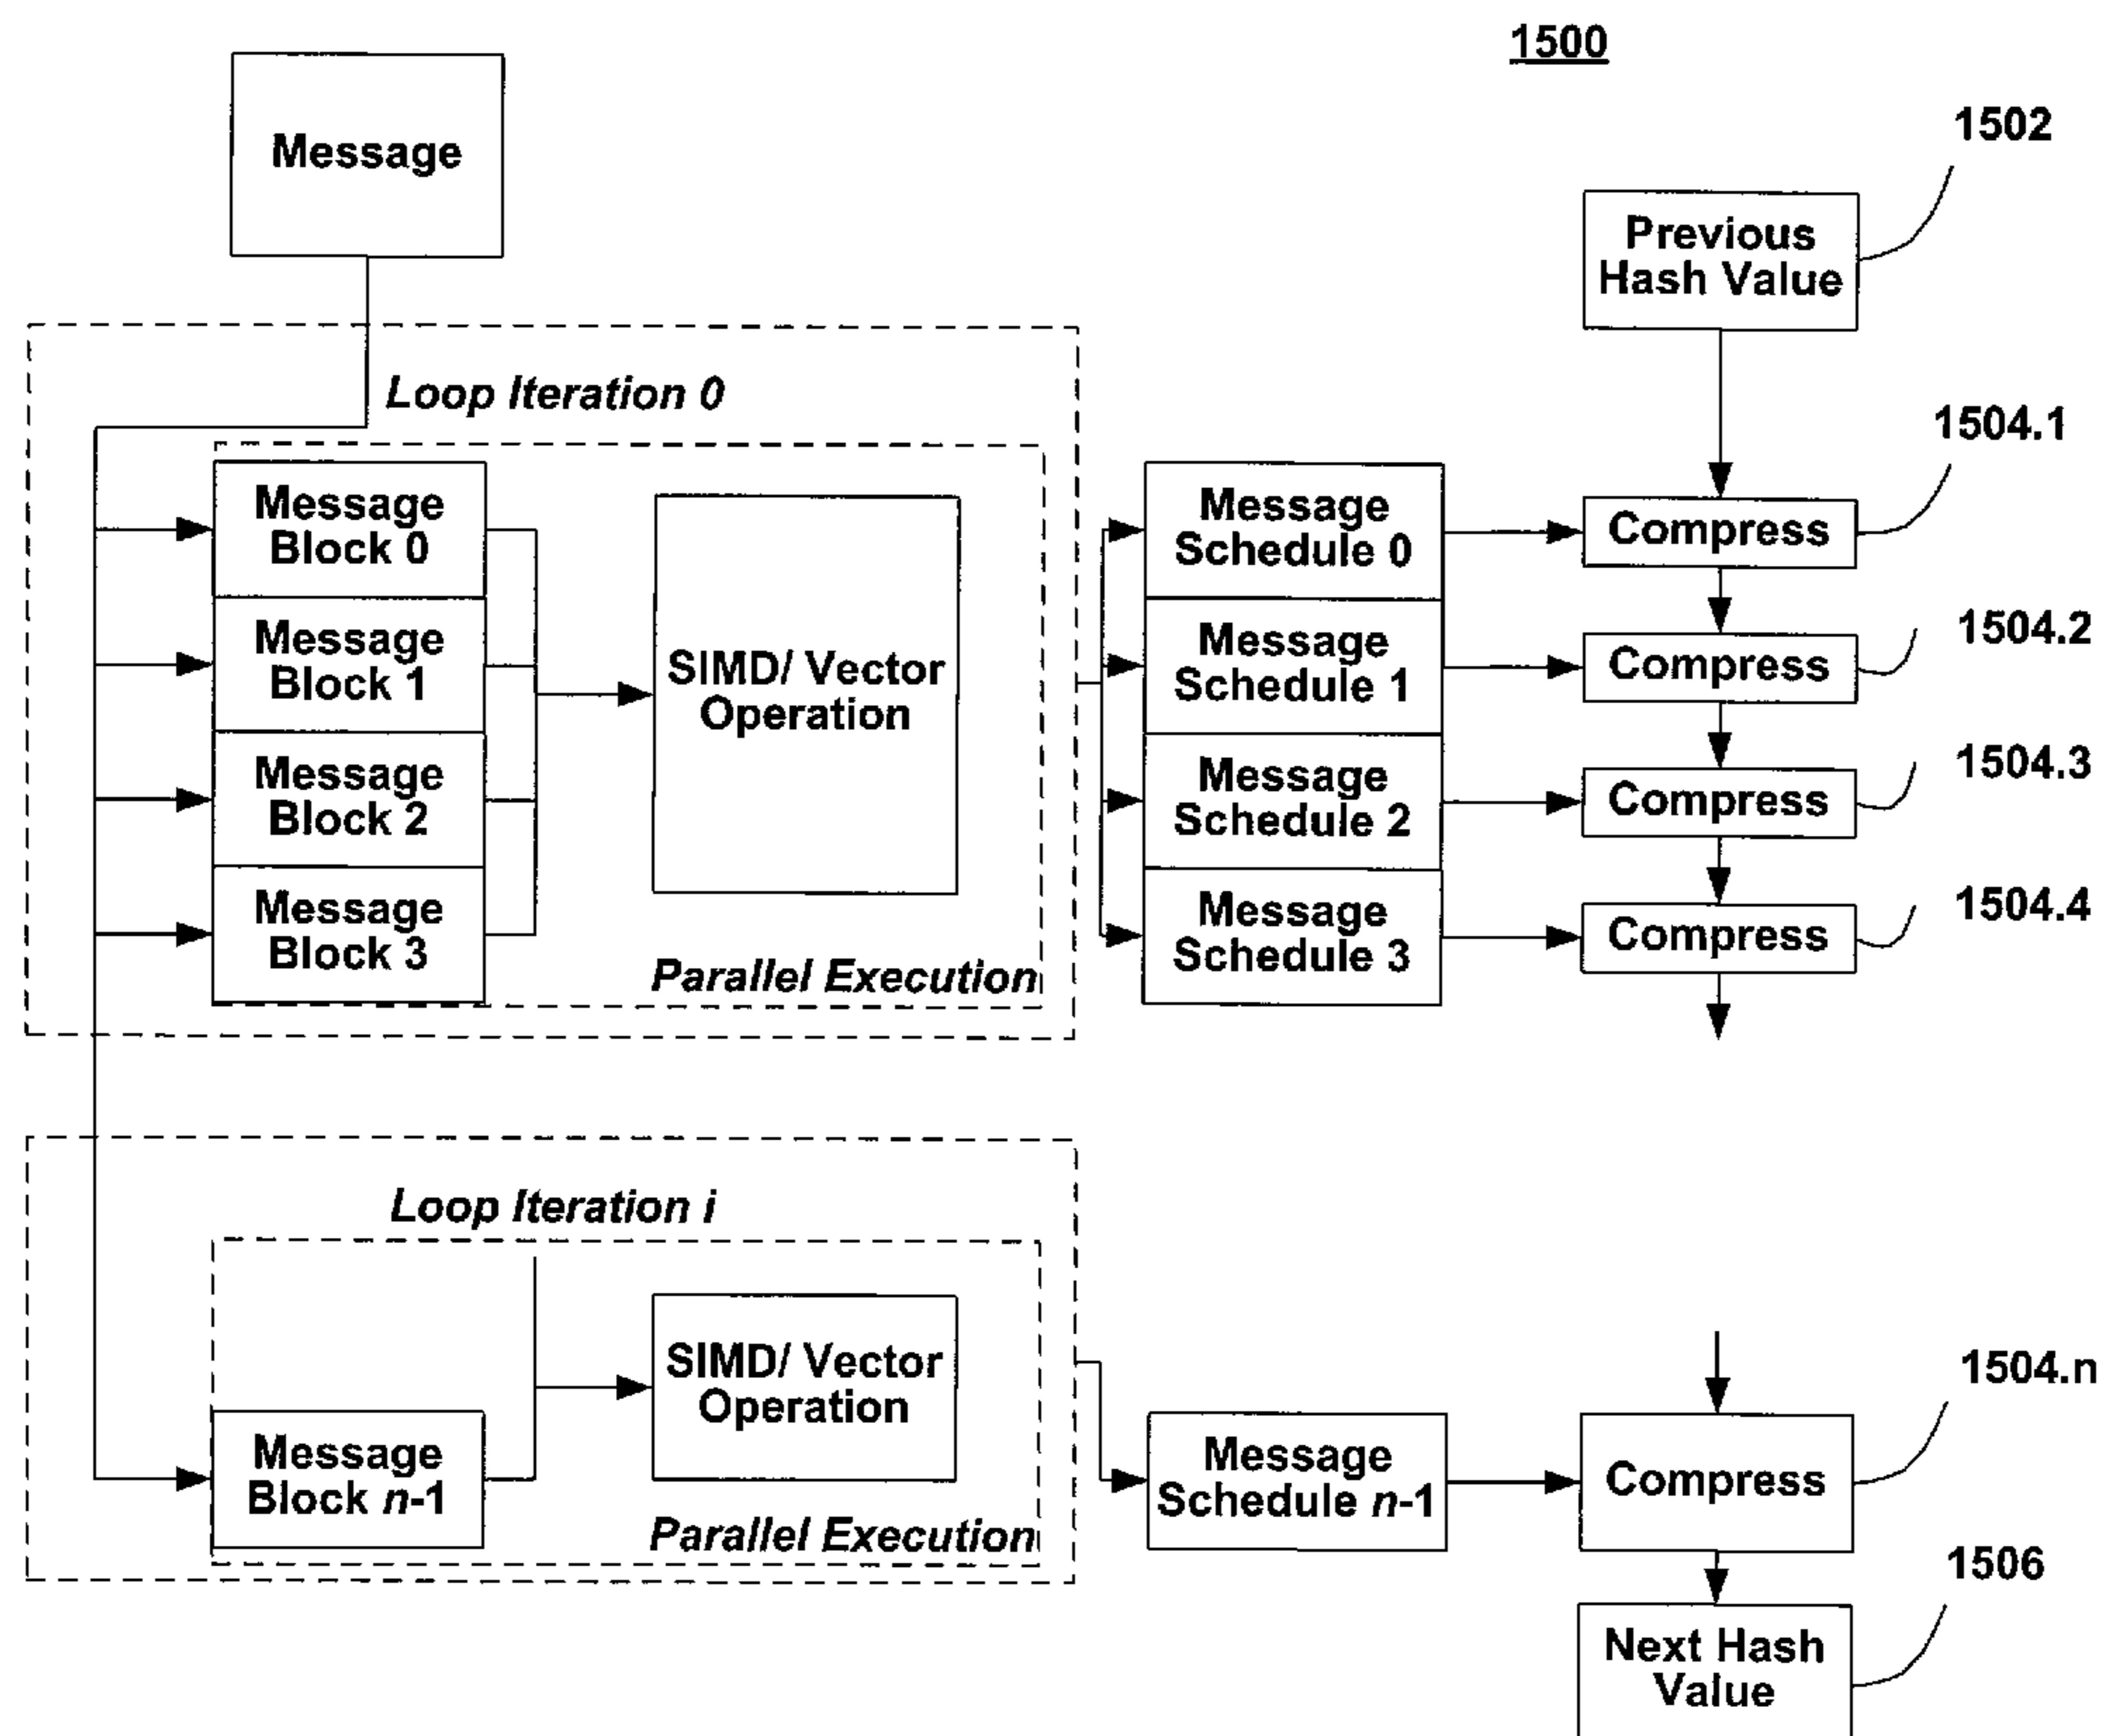 1500
Message
1502
Previous
Hash Value
Loop Iteration 0
1504.1
Message
Block 0
Message
Block 1
Message
Block 2
Message
Block 3
SIMD/ Vector
Operation
Parallel Execution
Message
Schedule 0
Message
Schedule 1
Message
Schedule 2
Message
Schedule 3
Compress
Compress
1504.2
Compress
1504.3
Compress
1504.4
Loop Iteration i
Message
Block n-1
SIMD/ Vector
Operation
Parallel Execution
Message
Schedule n-1
Compress
1504.n
1506
Next Hash
Value